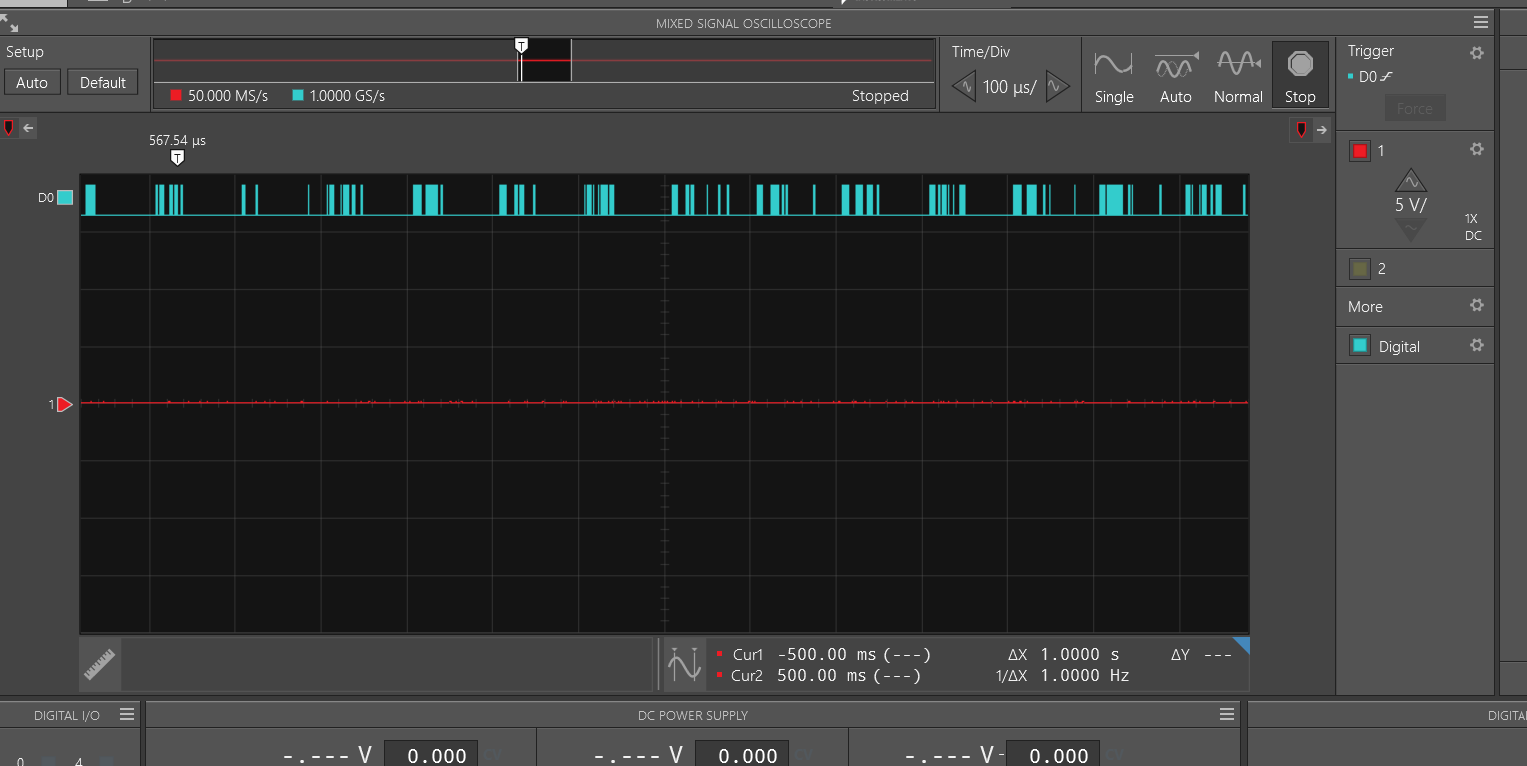 MIXED SIGNAL OSCILLOSCOPE
Setup
Auto Default
T
50.000 MS/s 1.0000 GS/s Stopped
Time/Div
100 µs/
Single Auto Normal Stop
Trigger
D0
Force
567.54 µs
T
D0
1
1
5 V/
1X
DC
2
More
Digital
Cur1 -500.00 ms (---) ΔX 1.0000 s ΔY ---
Cur2 500.00 ms (---) 1/ΔX 1.0000 Hz
DIGITAL I/O DC POWER SUPPLY DIGITA
0 4 -.--- V 0.000 -.--- V 0.000 -.--- V - 0.000